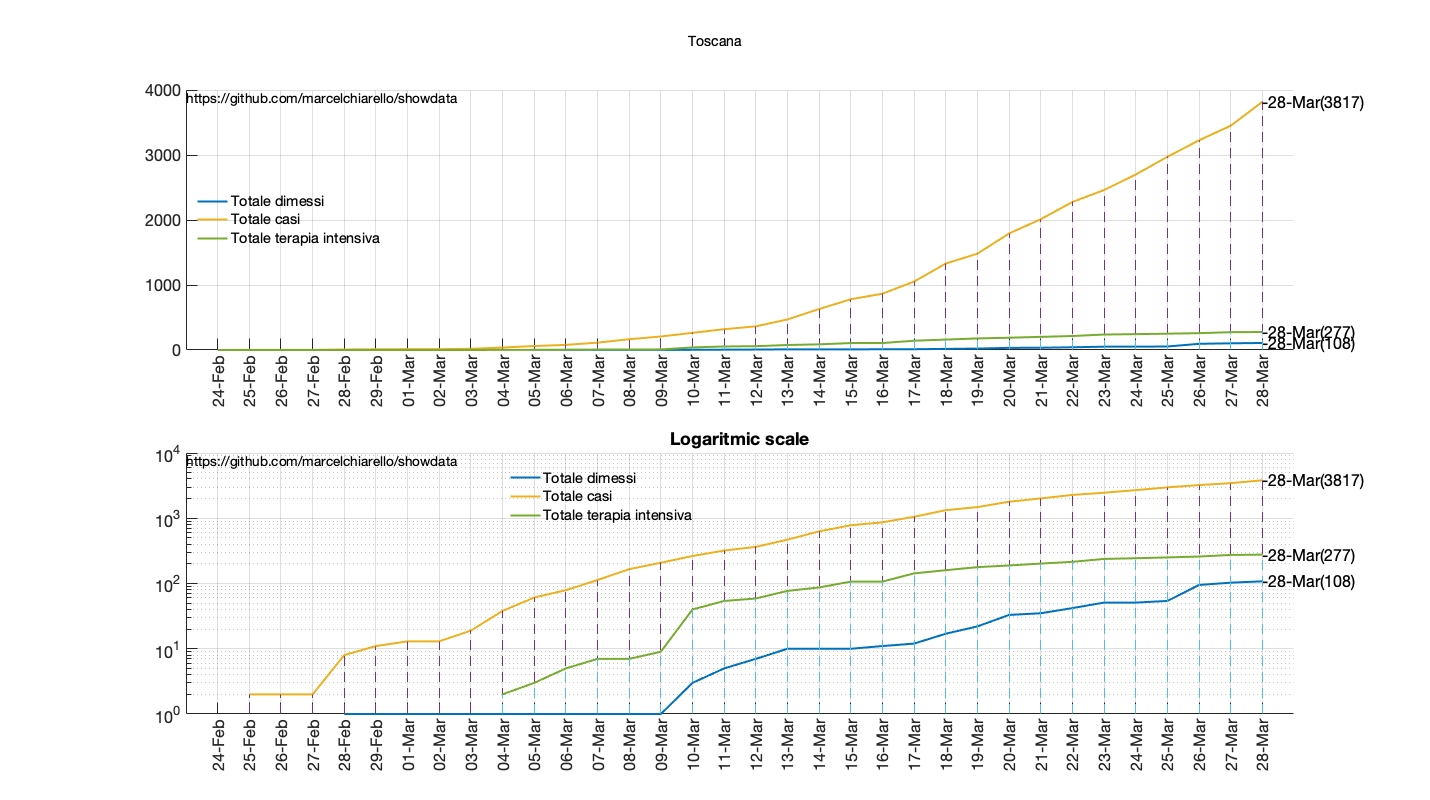 Toscana
https://github.com/marcelchiarello/showdata
4000
3000
2000
1000
0
Totale dimessi
Totale casi
Totale terapia intensiva
-28-Mar(3817)
-28-Mar(277)
-28-Mar(108)
24-Feb
25-Feb
26-Feb
27-Feb
28-Feb
29-Feb
01-Mar
02-Mar
03-Mar
04-Mar
05-Mar
06-Mar
07-Mar
08-Mar
09-Mar
10-Mar
11-Mar
12-Mar
13-Mar
14-Mar
15-Mar
16-Mar
17-Mar
18-Mar
19-Mar
20-Mar
21-Mar
22-Mar
23-Mar
24-Mar
25-Mar
26-Mar
27-Mar
28-Mar
Logaritmic scale
https://github.com/marcelchiarello/showdata
10^4
10^3
10^2
10^1
10^0
Totale dimessi
Totale casi
Totale terapia intensiva
-28-Mar(3817)
-28-Mar(277)
-28-Mar(108)
24-Feb
25-Feb
26-Feb
27-Feb
28-Feb
29-Feb
01-Mar
02-Mar
03-Mar
04-Mar
05-Mar
06-Mar
07-Mar
08-Mar
09-Mar
10-Mar
11-Mar
12-Mar
13-Mar
14-Mar
15-Mar
16-Mar
17-Mar
18-Mar
19-Mar
20-Mar
21-Mar
22-Mar
23-Mar
24-Mar
25-Mar
26-Mar
27-Mar
28-Mar